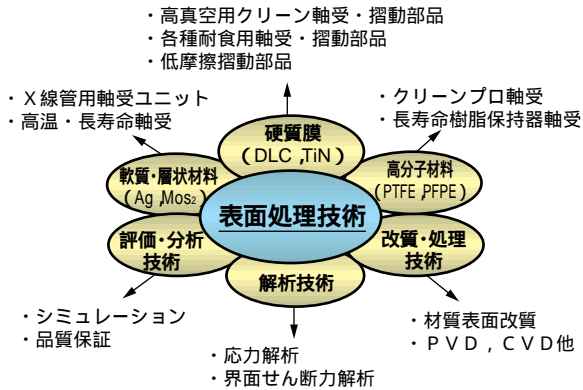 ・高真空用クリーン軸受・摺動部品
・各種耐食用軸受・摺動部品
・低摩擦摺動部品
・Ｘ線管用軸受ユニット
・高温・長寿命軸受
・クリーンプロ軸受
・長寿命樹脂保持器軸受
硬質膜
(DLC,TiN)
軟質・層状材料
(Ag,Mos₂)
高分子材料
(PTFE,PFPE)
表面処理技術
評価・分析
技術
改質・処理
技術
解析技術
・シミュレーション
・品質保証
・材質表面改質
・ＰＶＤ，ＣＶＤ他
・応力解析
・界面せん断力解析